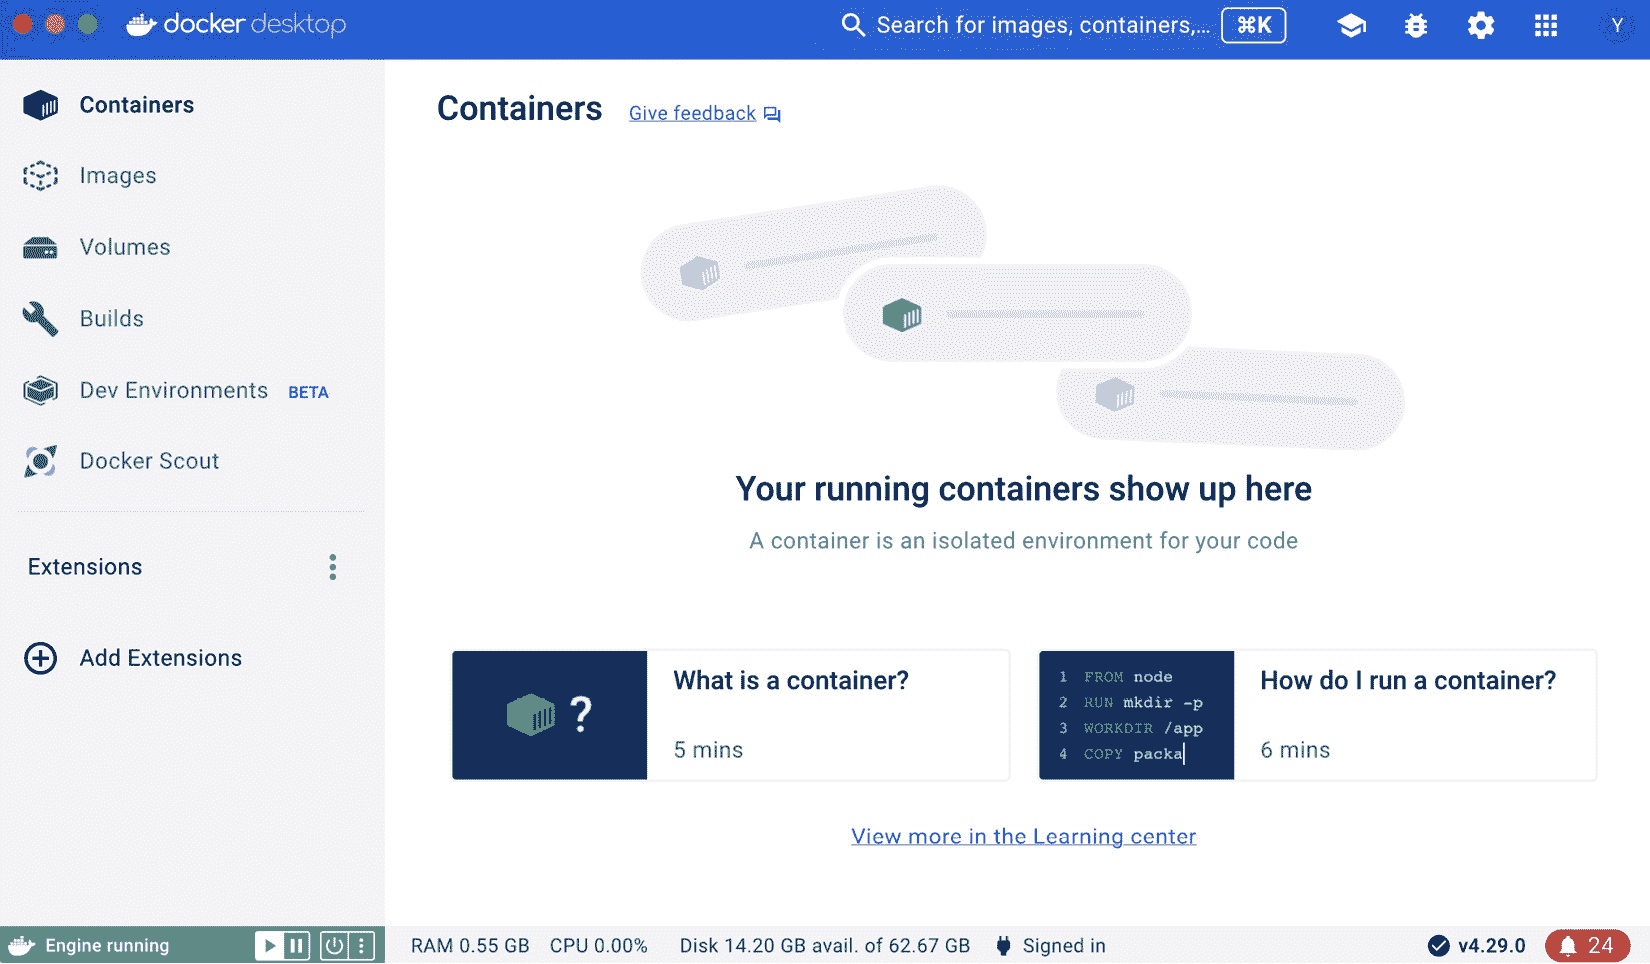 docker desktop
Search for images, containers,... ⌘K
Y
Containers
Images
Volumes
Builds
Dev Environments BETA
Docker Scout
Extensions
Add Extensions
Containers Give feedback
Your running containers show up here
A container is an isolated environment for your code
?
What is a container?
5 mins
1 FROM node
2 RUN mkdir -p
3 WORKDIR /app
4 COPY packa
How do I run a container?
6 mins
View more in the Learning center
Engine running
RAM 0.55 GB CPU 0.00% Disk 14.20 GB avail. of 62.67 GB Signed in
v4.29.0 24